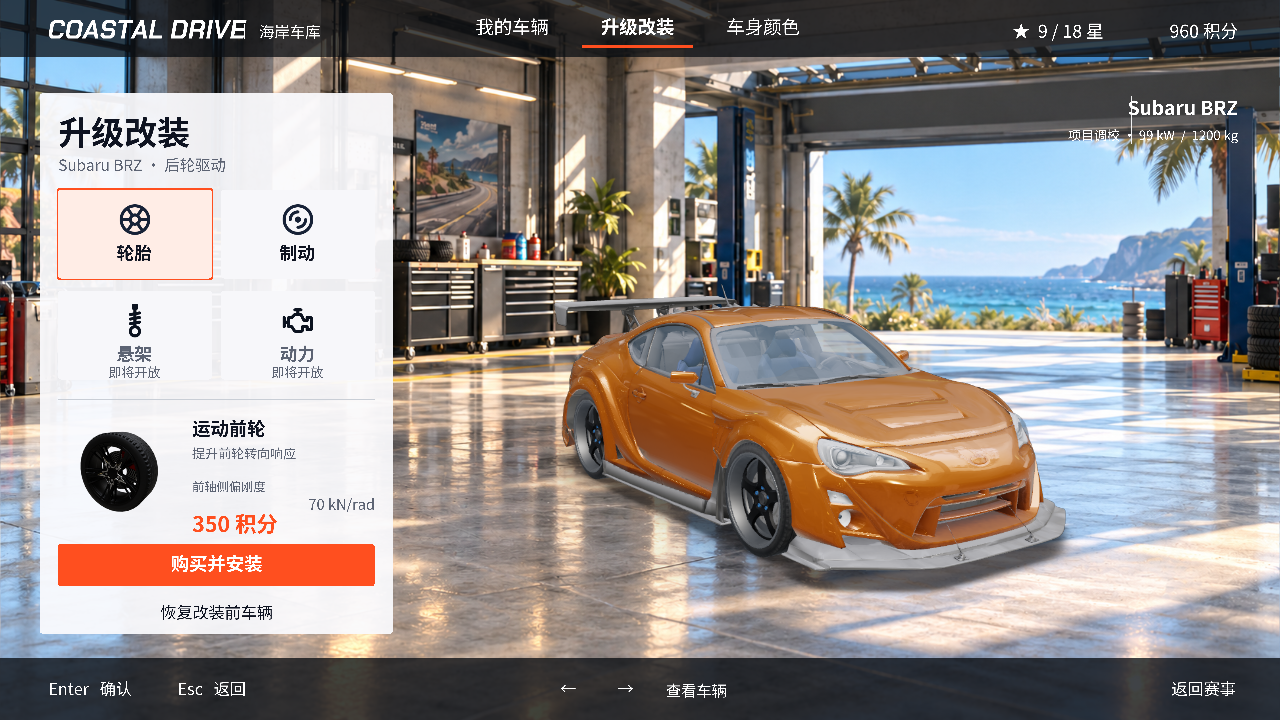 COASTAL DRIVE 海岸车库
我的车辆 升级改装 车身颜色
★ 9 / 18 星 960 积分
Subaru BRZ
项目调校 · 99 kW / 1200 kg
升级改装
Subaru BRZ · 后轮驱动
轮胎 制动
悬架 动力
即将开放 即将开放
运动前轮
提升前轮转向响应
前轴侧偏刚度
70 kN/rad
350 积分
购买并安装
恢复改装前车辆
Enter 确认 Esc 返回 ← → 查看车辆 返回赛事